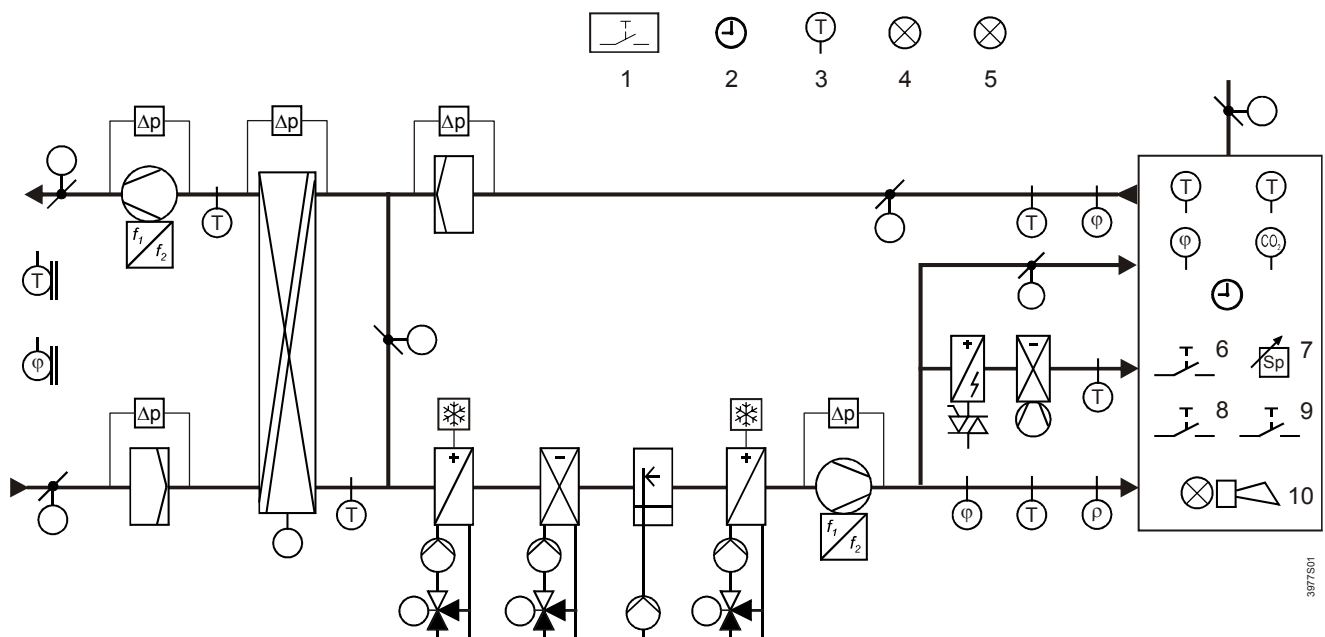 T
1 2 3 4 5
Δp Δp Δp
T T CO₂ φ
f1 f2 T T φ
T
φ
6 Sp 7
+ −
T
8 9
Δp Δp
+ − + 
T φ T ρ
10
f1 f2
3977S01